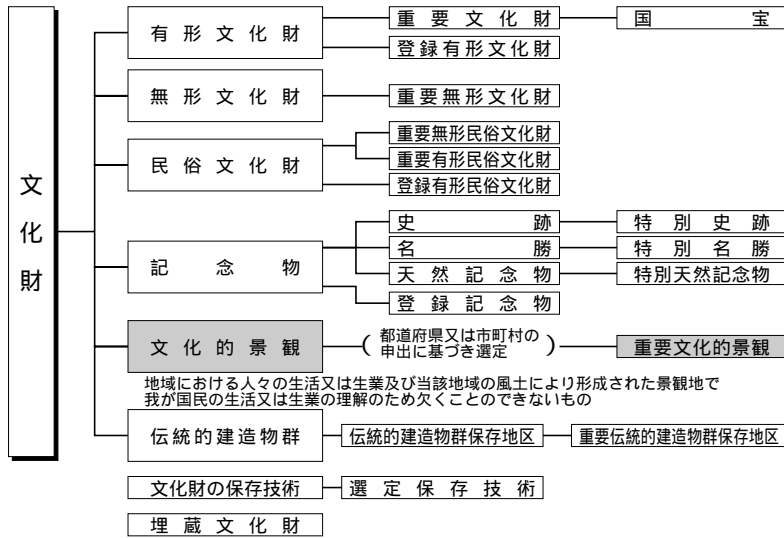 文化財
有形文化財
重要文化財
国宝
登録有形文化財
無形文化財
重要無形文化財
民俗文化財
重要無形民俗文化財
重要有形民俗文化財
登録有形民俗文化財
記念物
史跡
特別史跡
名勝
特別名勝
天然記念物
特別天然記念物
登録記念物
文化的景観
(都道府県又は市町村の
申出に基づき選定)
重要文化的景観
地域における人々の生活又は生業及び当該地域の風土により形成された景観地で
我が国民の生活又は生業の理解のため欠くことのできないもの
伝統的建造物群
伝統的建造物群保存地区
重要伝統的建造物群保存地区
文化財の保存技術
選定保存技術
埋蔵文化財